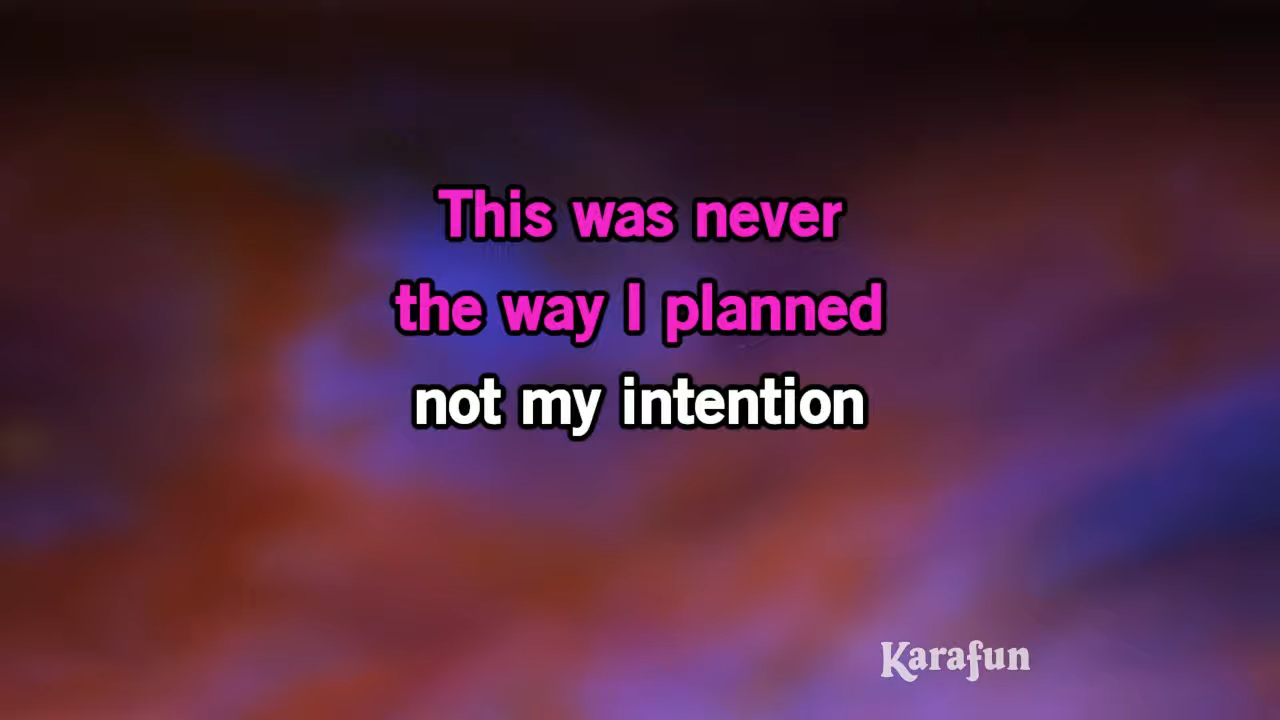 This was never
the way I planned
not my intention
Karafun